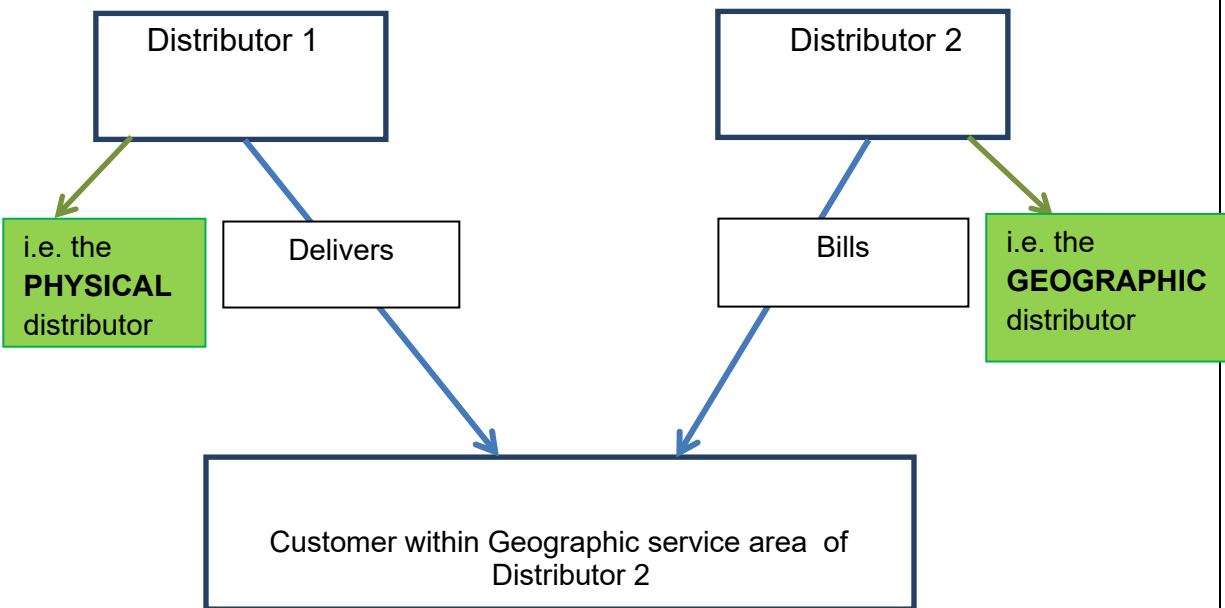 Distributor 1
Distributor 2
i.e. the
PHYSICAL
distributor
Delivers
Bills
i.e. the
GEOGRAPHIC
distributor
Customer within Geographic service area of
Distributor 2